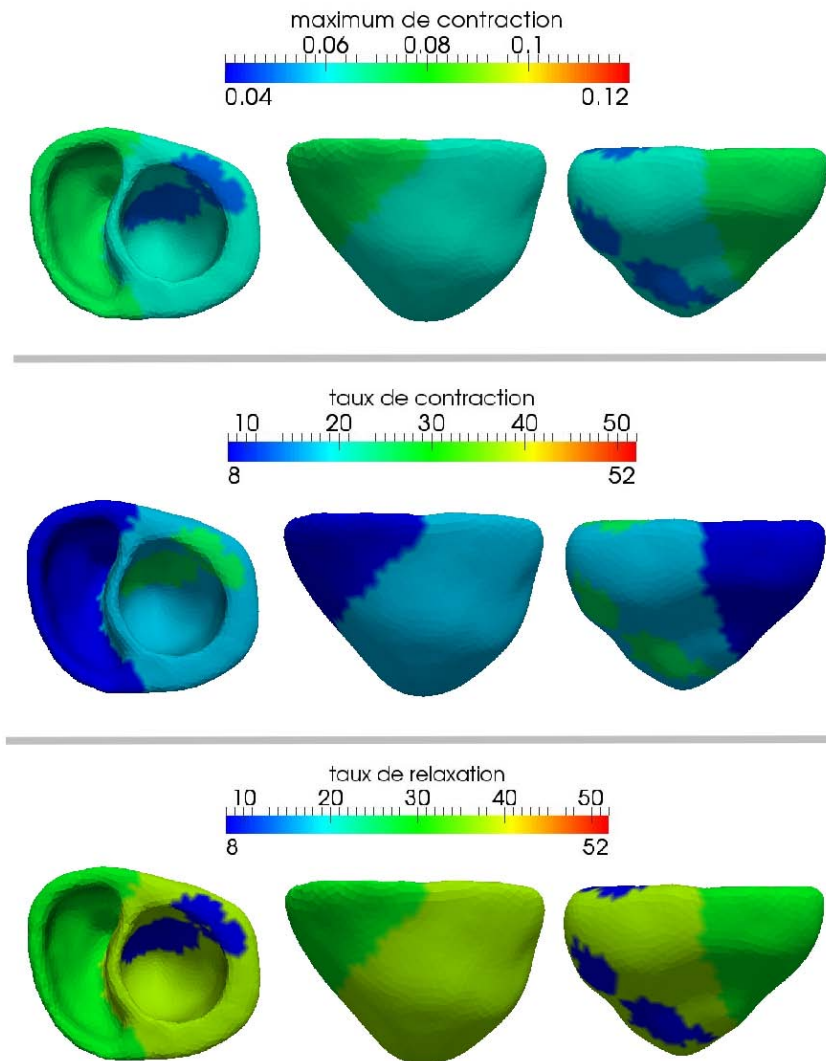 maximum de contraction
0.06 0.08 0.1
0.04 0.12
taux de contraction
10 20 30 40 50
8 52
taux de relaxation
10 20 30 40 50
8 52